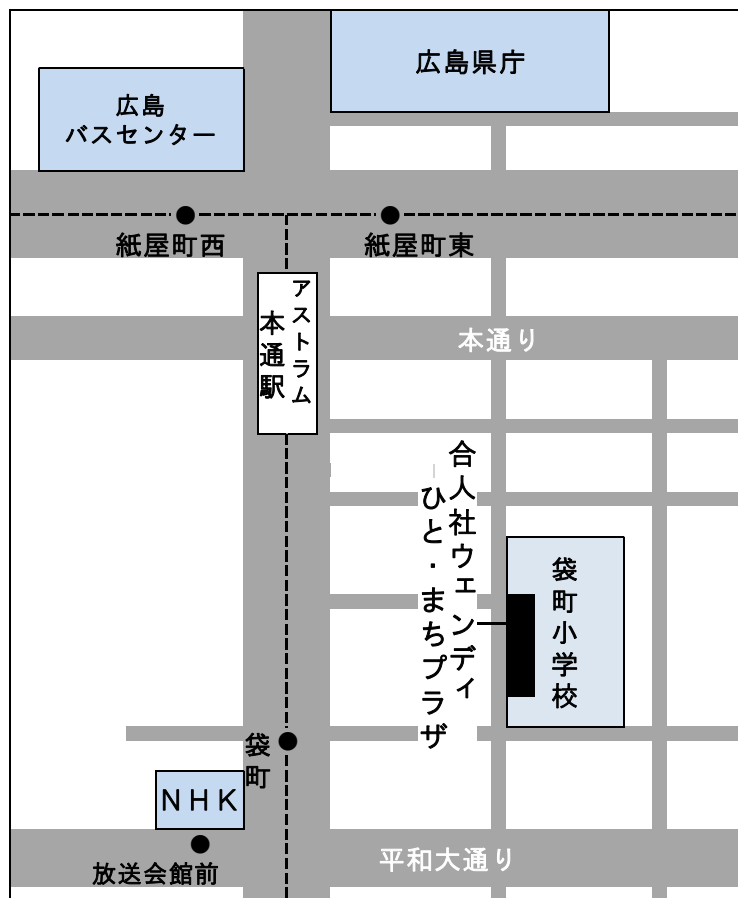 広島県庁
広島
バスセンター
紙屋町西
紙屋町東
アストラム
本通駅
本通り
合人社ウェンディ
ひと・まちプラザ
袋町小学校
袋町
NHK
放送会館前
平和大通り